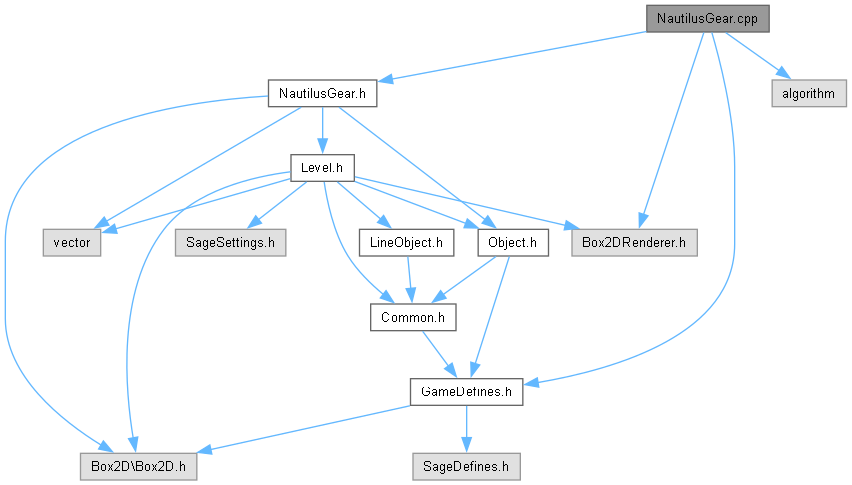 NautilusGear.cpp
NautilusGear.h
algorithm
Level.h
vector
SageSettings.h
LineObject.h
Object.h
Box2DRenderer.h
Common.h
GameDefines.h
Box2D\Box2D.h
SageDefines.h